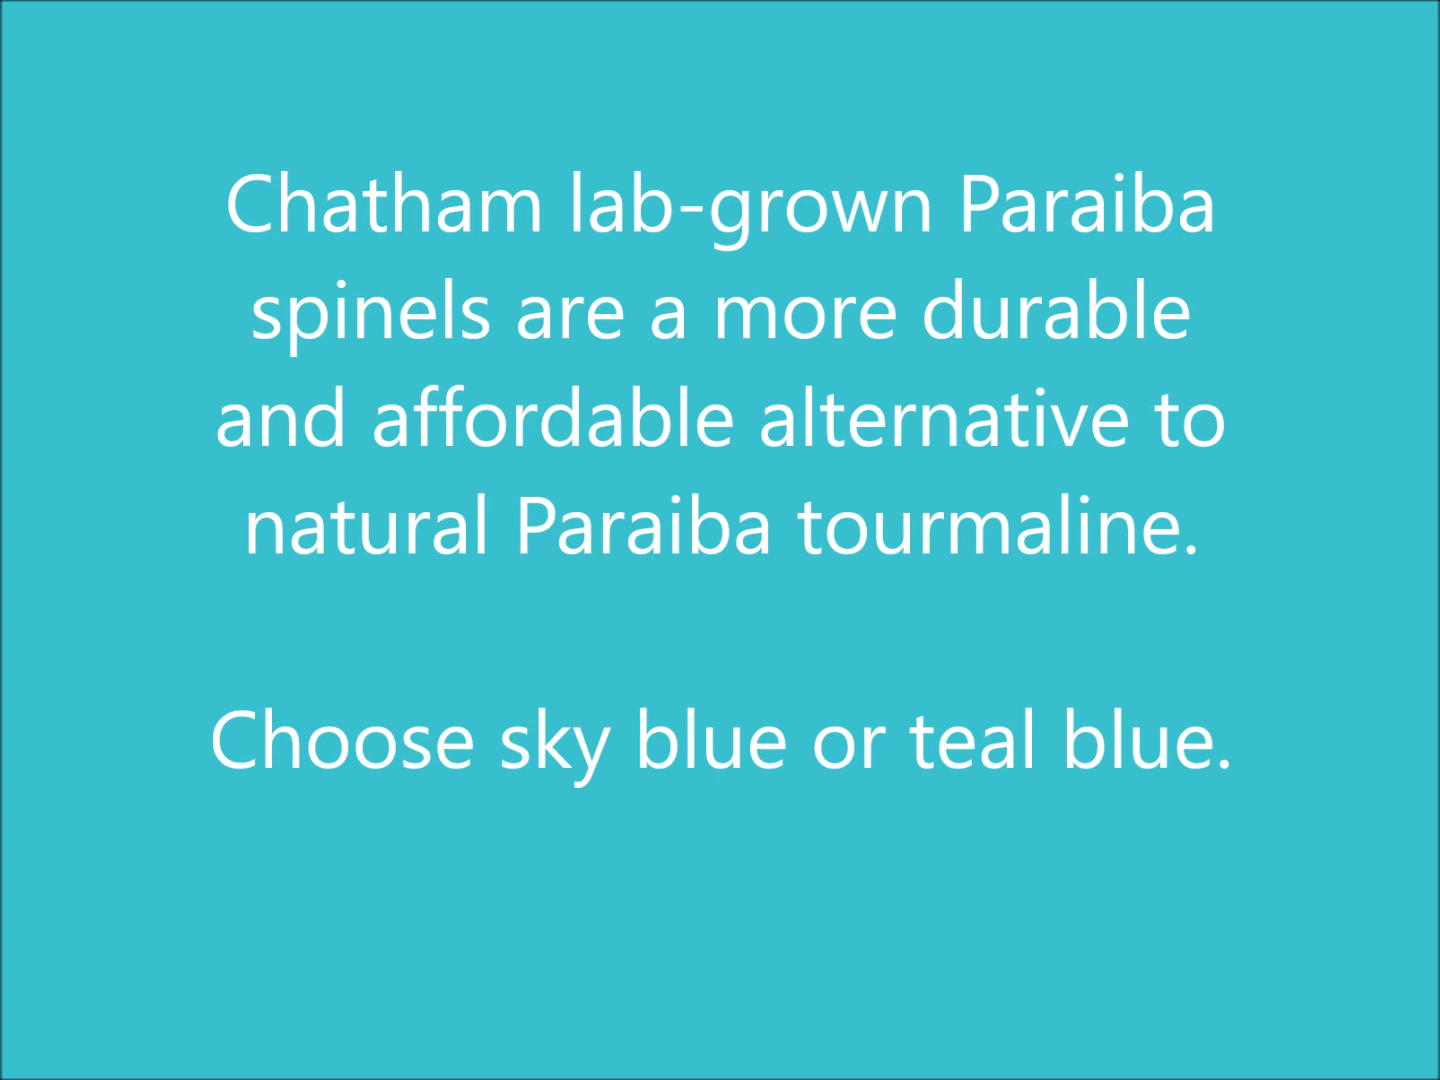 Chatham lab-grown Paraiba
spinels are a more durable
and affordable alternative to
natural Paraiba tourmaline.
Choose sky blue or teal blue.